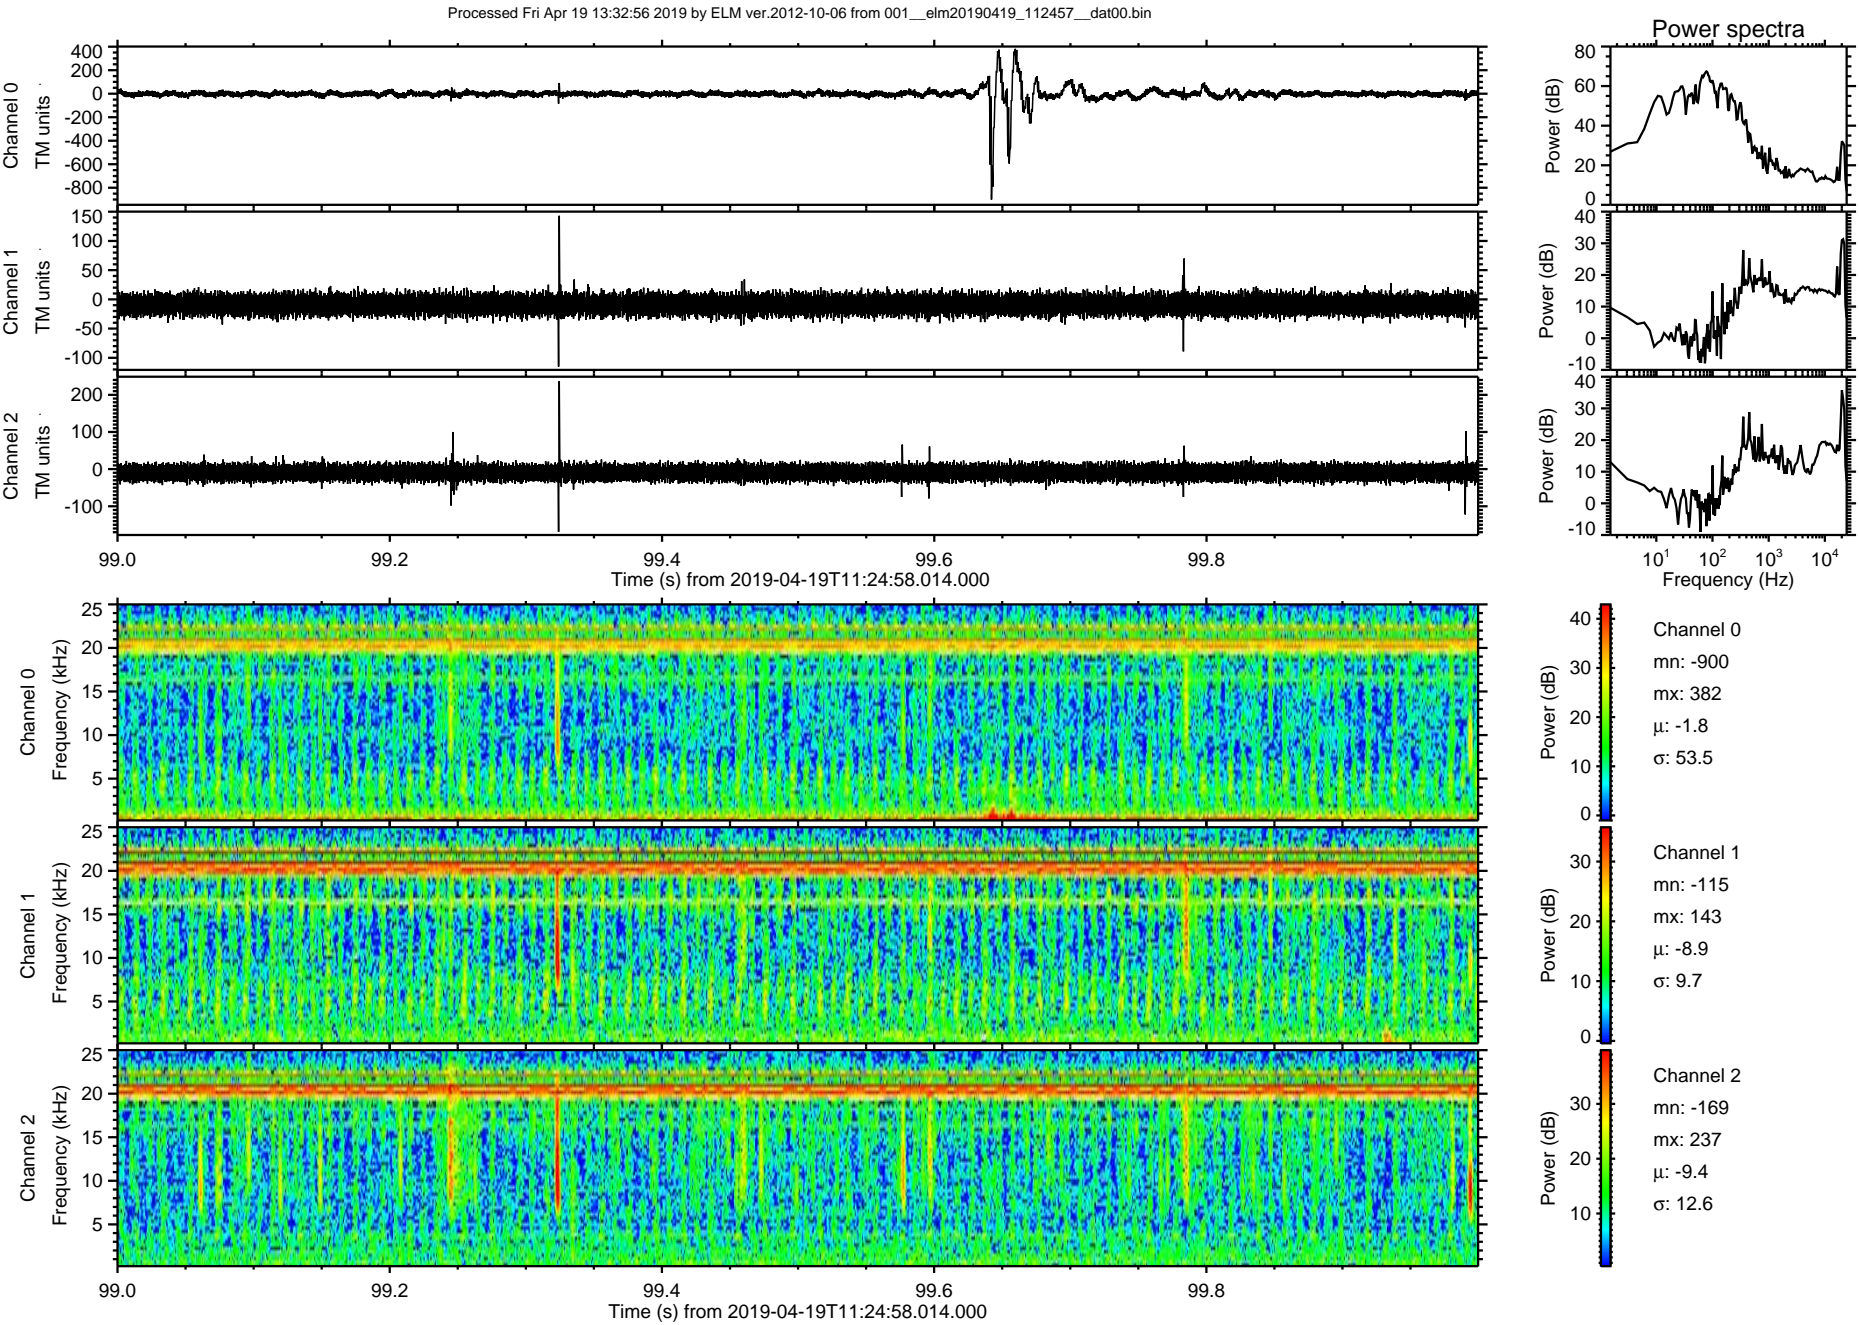 Processed Fri Apr 19 13:32:56 2019 by ELM ver.2012-10-06 from 001__elm20190419_112457__dat00.bin
Power spectra
Channel 0
TM units
400
200
0
-200
-400
-600
-800
Power (dB)
80
60
40
20
0
Channel 1
TM units
150
100
50
0
-50
-100
Power (dB)
40
30
20
10
0
-10
Channel 2
TM units
200
100
0
-100
Power (dB)
40
30
20
10
0
-10
99.0 99.2 99.4 99.6 99.8
Time (s) from 2019-04-19T11:24:58.014.000
10¹ 10² 10³ 10⁴
Frequency (Hz)
Channel 0
Frequency (kHz)
25
20
15
10
5
Power (dB)
40
30
20
10
0
Channel 0
mn: -900
mx: 382
μ: -1.8
σ: 53.5
Channel 1
Frequency (kHz)
25
20
15
10
5
Power (dB)
30
20
10
0
Channel 1
mn: -115
mx: 143
μ: -8.9
σ: 9.7
Channel 2
Frequency (kHz)
25
20
15
10
5
Power (dB)
30
20
10
Channel 2
mn: -169
mx: 237
μ: -9.4
σ: 12.6
99.0 99.2 99.4 99.6 99.8
Time (s) from 2019-04-19T11:24:58.014.000